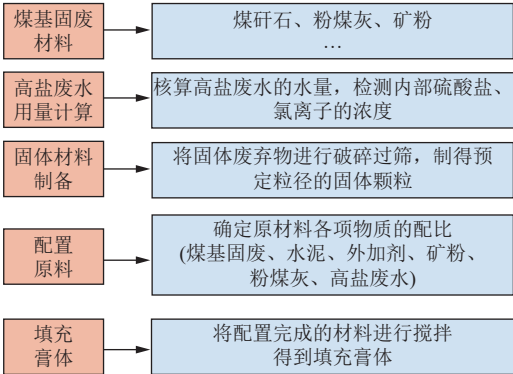 煤基固废
材料
煤矸石、粉煤灰、矿粉
…
高盐废水
用量计算
核算高盐废水的水量，检测内部硫酸盐、
氯离子的浓度
固体材料
制备
将固体废弃物进行破碎过筛，制得预
定粒径的固体颗粒
配置
原料
确定原材料各项物质的配比
(煤基固废、水泥、外加剂、矿粉、
粉煤灰、高盐废水)
填充
膏体
将配置完成的材料进行搅拌
得到填充膏体